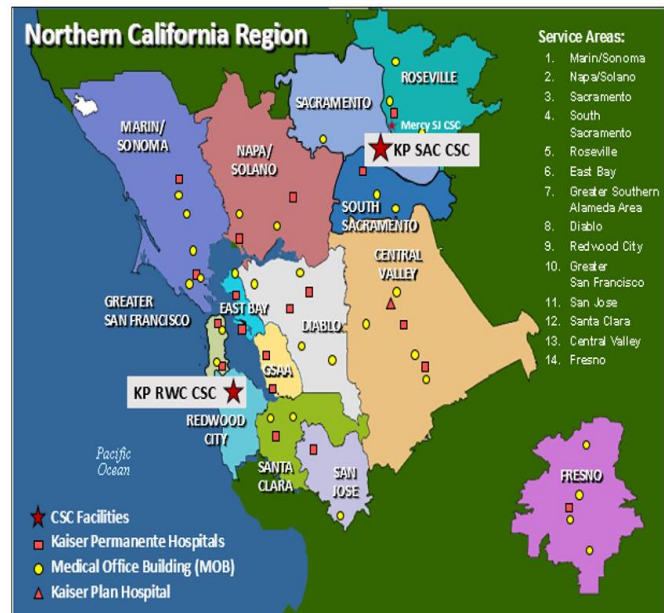 Northern California Region
Service Areas:
1. Marin/Sonoma
2. Napa/Solano
3. Sacramento
4. South
Sacramento
5. Roseville
6. East Bay
7. Greater Southern
Alameda Area
8. Diablo
9. Redwood City
10. Greater
San Francisco
11. San Jose
12. Santa Clara
13. Central Valley
14. Fresno
ROSEVILLE
SACRAMENTO
Mercy SJ CSC
KP SAC CSC
MARIN/
SONOMA
NAPA/
SOLANO
SOUTH
SACRAMENTO
CENTRAL
VALLEY
GREATER
SAN FRANCISCO
EAST BAY
DIABLO
GSAA
KP RWC CSC
REDWOOD
CITY
Pacific
Ocean
SANTA
CLARA
SAN
JOSE
FRESNO
CSC Facilities
Kaiser Permanente Hospitals
Medical Office Building (MOB)
Kaiser Plan Hospital